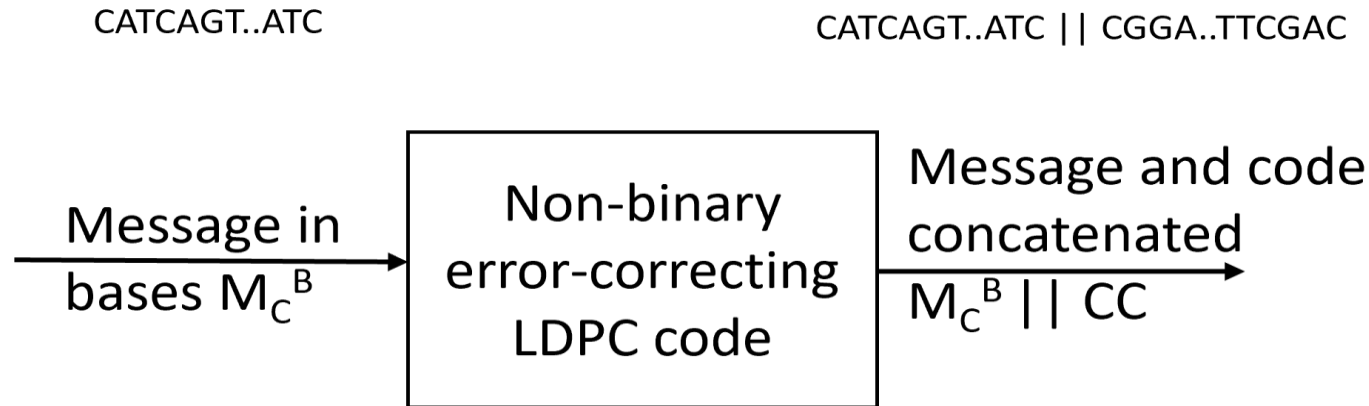 CATCAGT..ATC
CATCAGT..ATC || CGGA..TTCGAC
Message in
bases M_C^B
Non-binary
error-correcting
LDPC code
Message and code
concatenated
M_C^B || CC